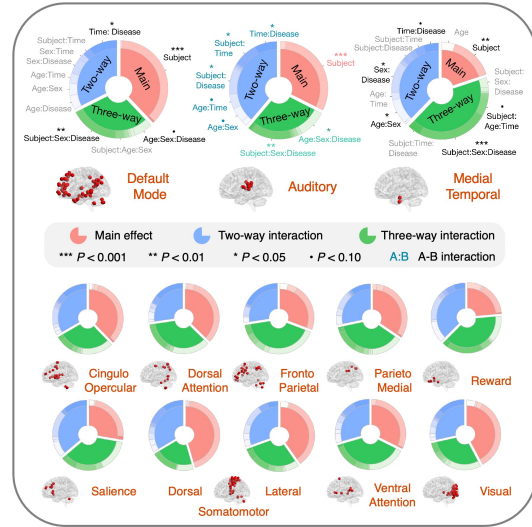 *
Time: Disease
Subject:Time
Sex:Time
Sex:Disease
Age:Time
Age:Sex
Age:Disease
**
Subject:Sex:Disease
Subject:Age:Sex
•
Age:Sex:Disease
***
Subject
Two-way
Main
Three-way
Default
Mode
*
Time:Disease
*
Subject:
Time
*
Subject:
Disease
*
Age:Time
*
Age:Sex
***
Subject
Two-way
Main
Three-way
*
Age:Sex:Disease
**
Subject:Sex:Disease
Auditory
•
Time:Disease
Subject:Time
Subject:Disease
*
Sex:
Disease
Age:
Time
*
Age:Sex
Subject:Time:
Disease
Age
**
Subject
Subject:
Sex:
Disease
•
Subject:
Age:Time
***
Subject:Sex:Disease
Two-way
Main
Three-way
Medial
Temporal
Main effect
Two-way interaction
Three-way interaction
*** P < 0.001
** P < 0.01
* P < 0.05
• P < 0.10
A:B A-B interaction
Cingulo
Opercular
Dorsal
Attention
Fronto
Parietal
Parieto
Medial
Reward
Salience
Dorsal
Lateral
Somatomotor
Ventral
Attention
Visual